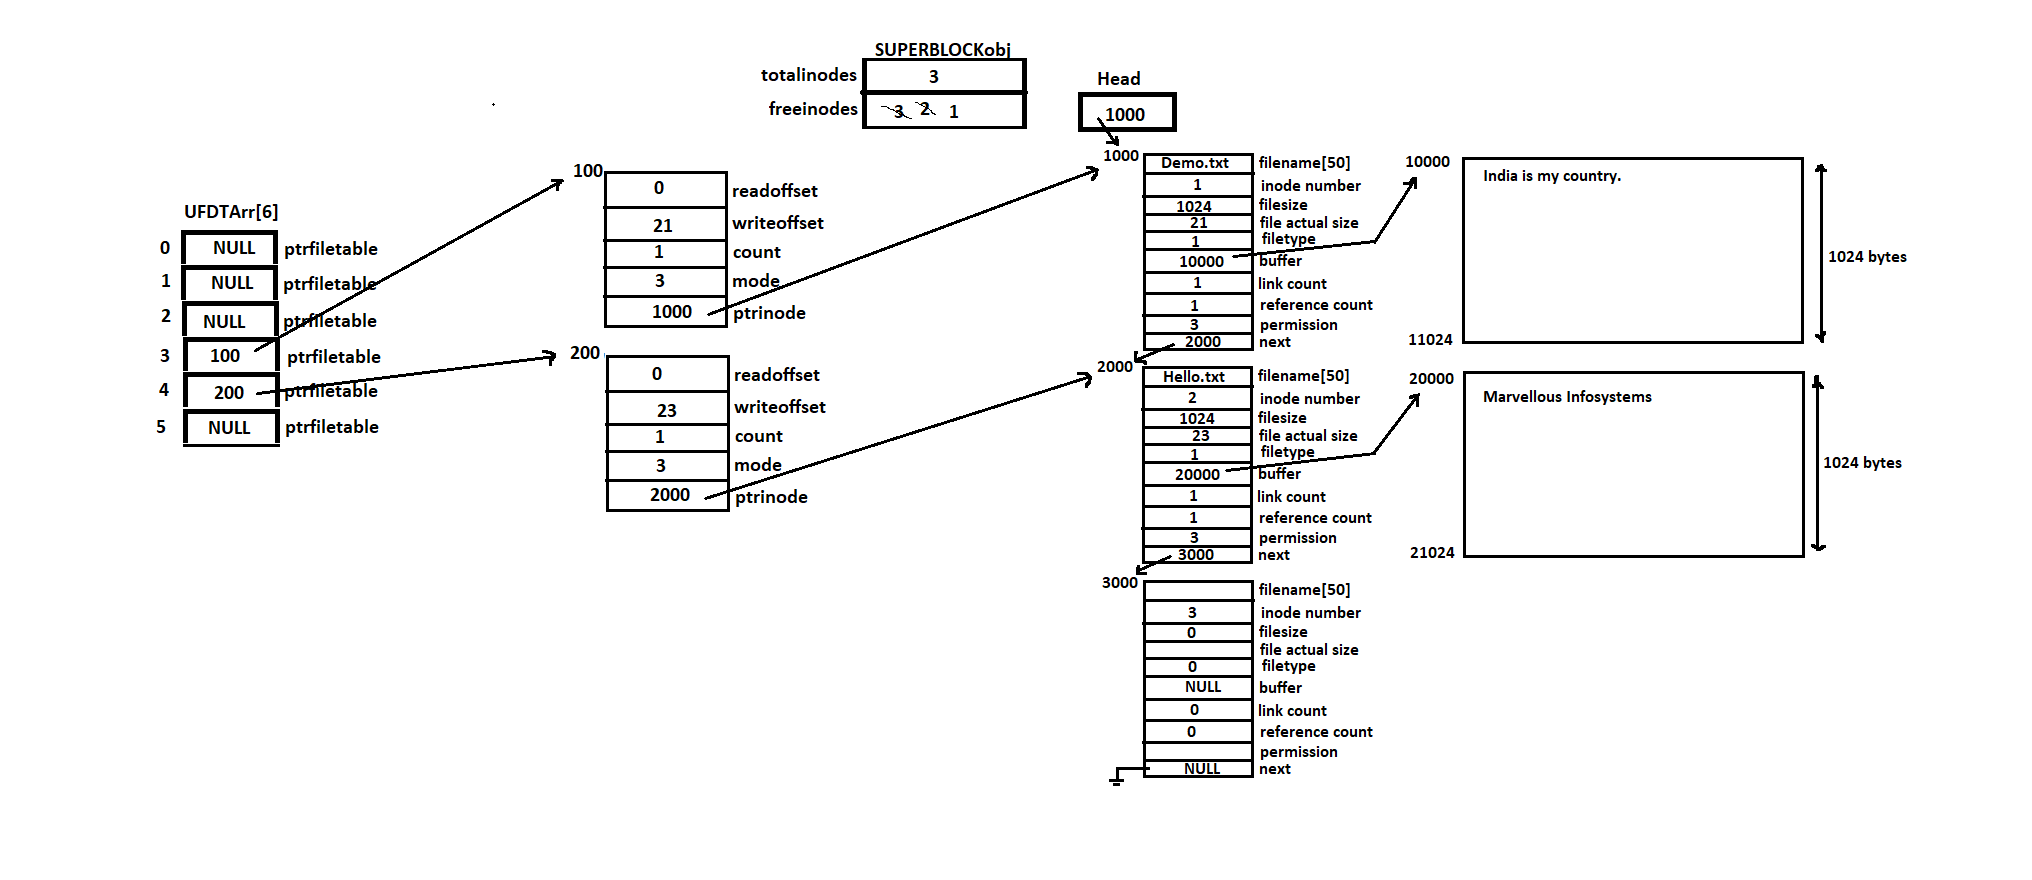 SUPERBLOCKobj
totalinodes 3
freeinodes 3 2 1
Head
1000
UFDTArr[6]
0 NULL ptrfiletable
1 NULL ptrfiletable
2 NULL ptrfiletable
3 100 ptrfiletable
4 200 ptrfiletable
5 NULL ptrfiletable
100
0 readoffset
21 writeoffset
1 count
3 mode
1000 ptrinode
200
0 readoffset
23 writeoffset
1 count
3 mode
2000 ptrinode
1000
Demo.txt filename[50]
1 inode number
1024 filesize
21 file actual size
1 filetype
10000 buffer
1 link count
1 reference count
3 permission
2000 next
2000
Hello.txt filename[50]
2 inode number
1024 filesize
23 file actual size
1 filetype
20000 buffer
1 link count
1 reference count
3 permission
3000 next
3000
filename[50]
3 inode number
0 filesize
file actual size
0 filetype
NULL buffer
0 link count
0 reference count
permission
NULL next
10000
India is my country.
1024 bytes
11024
20000
Marvellous Infosystems
1024 bytes
21024